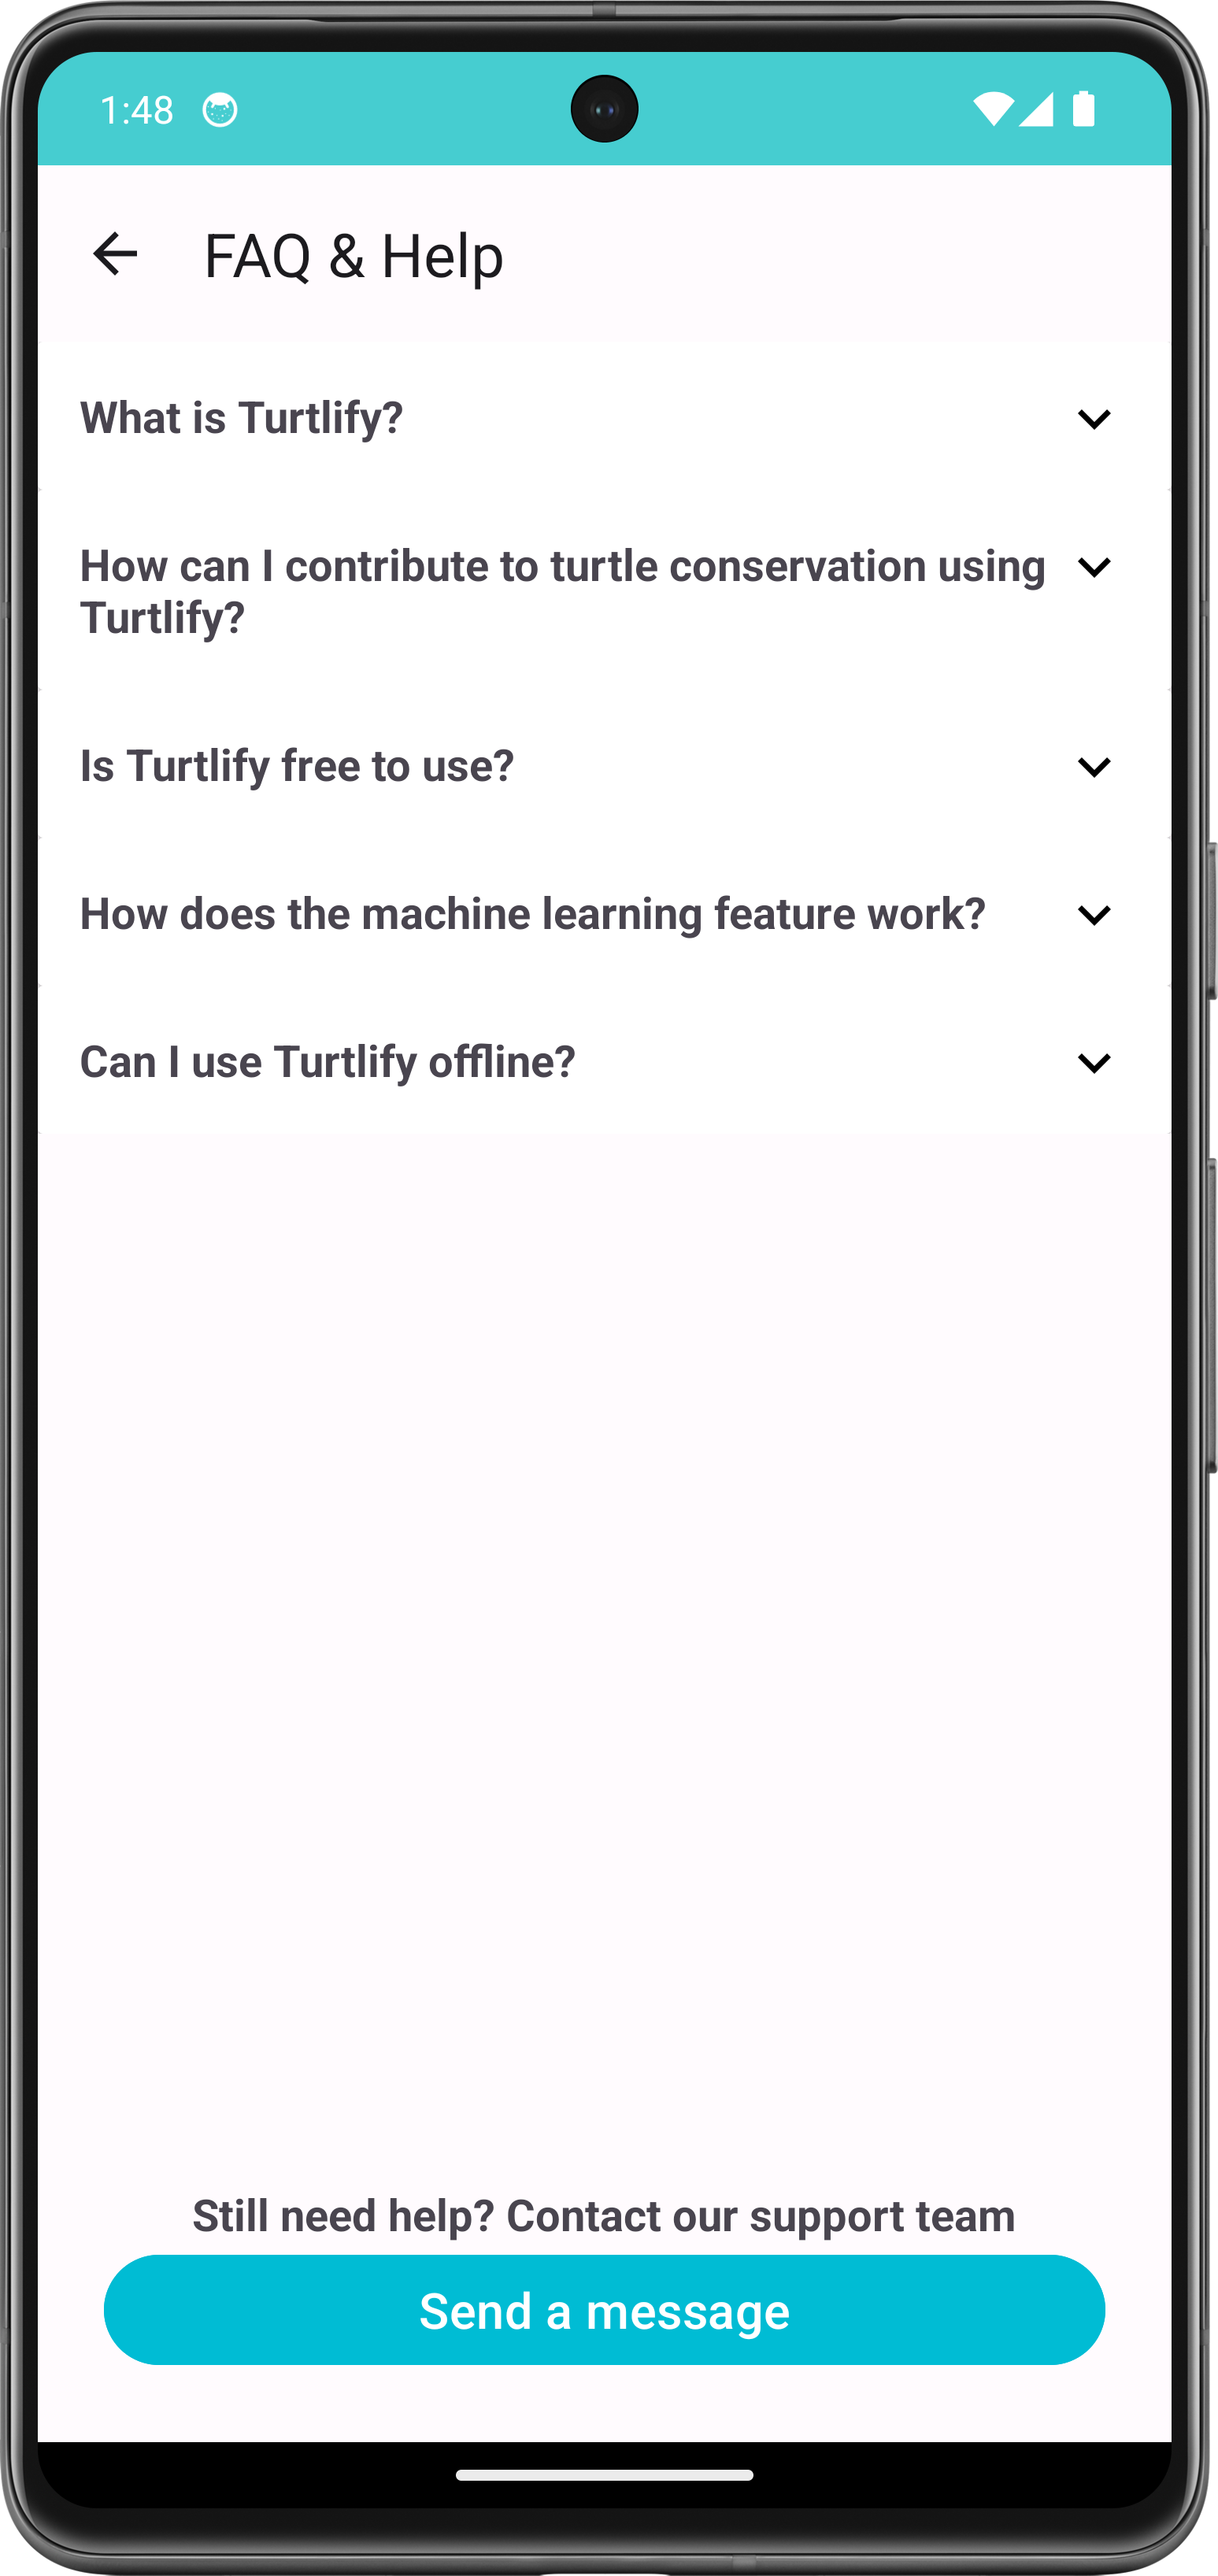 1:48
FAQ & Help
What is Turtlify?
How can I contribute to turtle conservation using
Turtlify?
Is Turtlify free to use?
How does the machine learning feature work?
Can I use Turtlify offline?
Still need help? Contact our support team
Send a message